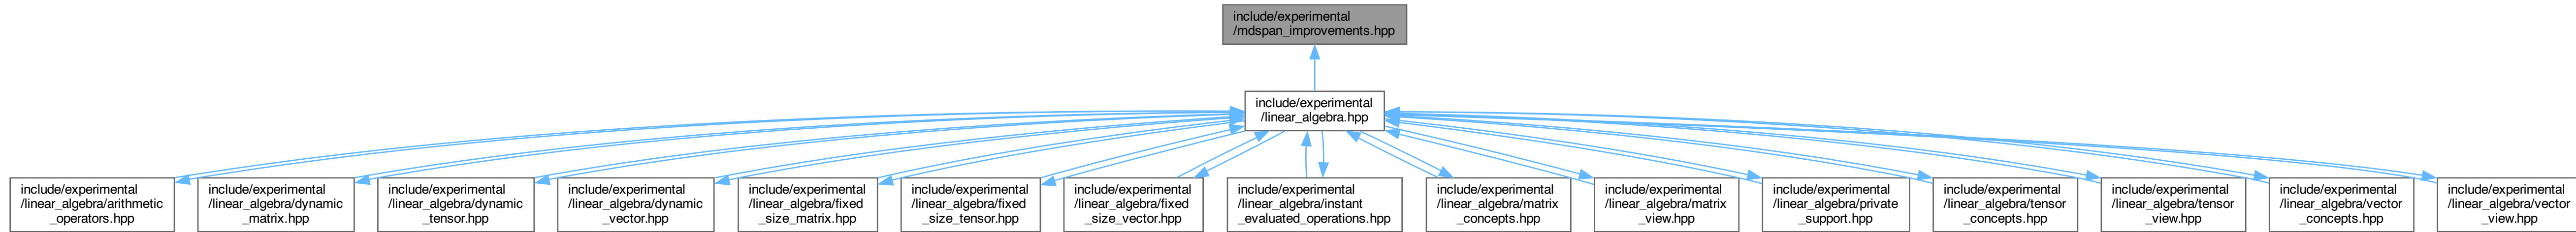 include/experimental
/mdspan_improvements.hpp
include/experimental
/linear_algebra.hpp
include/experimental
/linear_algebra/arithmetic
_operators.hpp
include/experimental
/linear_algebra/dynamic
_matrix.hpp
include/experimental
/linear_algebra/dynamic
_tensor.hpp
include/experimental
/linear_algebra/dynamic
_vector.hpp
include/experimental
/linear_algebra/fixed
_size_matrix.hpp
include/experimental
/linear_algebra/fixed
_size_tensor.hpp
include/experimental
/linear_algebra/fixed
_size_vector.hpp
include/experimental
/linear_algebra/instant
_evaluated_operations.hpp
include/experimental
/linear_algebra/matrix
_concepts.hpp
include/experimental
/linear_algebra/matrix
_view.hpp
include/experimental
/linear_algebra/private
_support.hpp
include/experimental
/linear_algebra/tensor
_concepts.hpp
include/experimental
/linear_algebra/tensor
_view.hpp
include/experimental
/linear_algebra/vector
_concepts.hpp
include/experimental
/linear_algebra/vector
_view.hpp